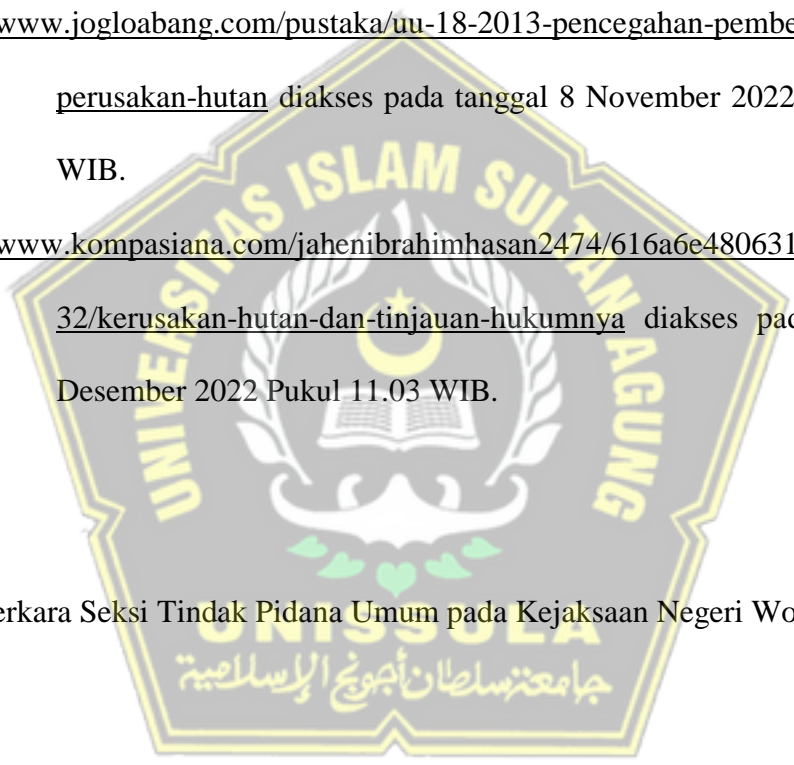 www.jogloabang.com/pustaka/uu-18-2013-pencegahan-pembe
perusakan-hutan diakses pada tanggal 8 November 2022
WIB.
www.kompasiana.com/jahenibrahimhasan2474/616a6e480631
32/kerusakan-hutan-dan-tinjauan-hukumnya diakses pad
Desember 2022 Pukul 11.03 WIB.
erkara Seksi Tindak Pidana Umum pada Kejaksaan Negeri Wo
UNIVERSITAS ISLAM SULTAN AGUNG
UNISSULA
جامعة سلطان أجونج الإسلامية